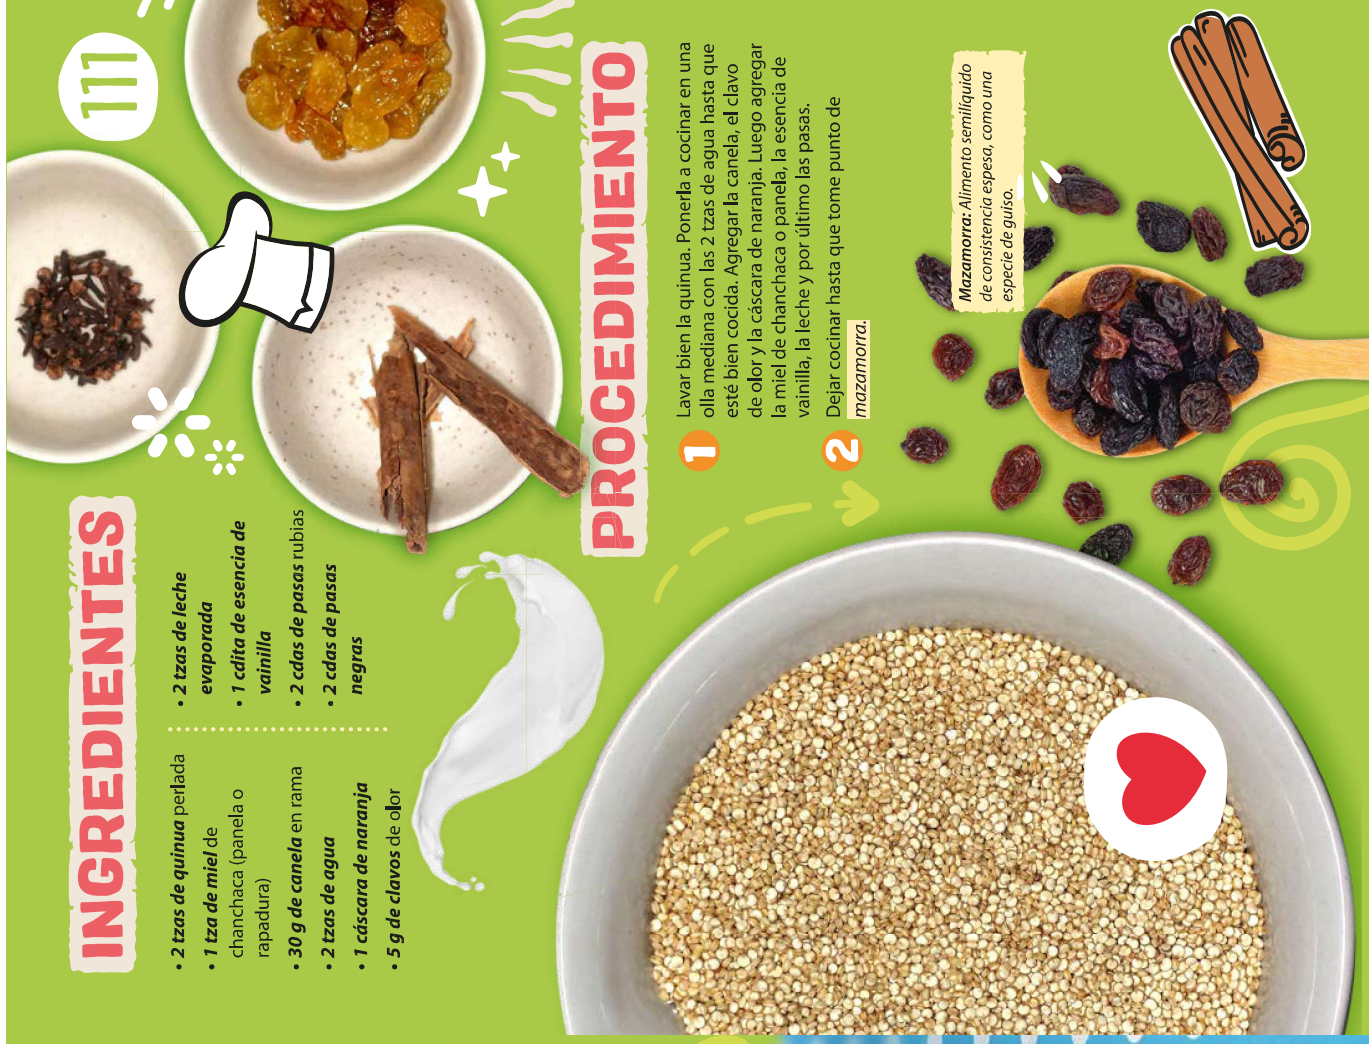 INGREDIENTES
• 2 tzas de quinua perlada
• 1 tza de miel de
chanchaca (panela o
rapadura)
• 30 g de canela en rama
• 2 tzas de agua
• 1 cáscara de naranja
• 5 g de clavos de olor
• 2 tzas de leche
evaporada
• 1 cdita de esencia de
vainilla
• 2 cdas de pasas rubias
• 2 cdas de pasas
negras
PROCEDIMIENTO
1
Lavar bien la quinua. Ponerla a cocinar en una
olla mediana con las 2 tzas de agua hasta que
esté bien cocida. Agregar la canela, el clavo
de olor y la cáscara de naranja. Luego agregar
la miel de chanchaca o panela, la esencia de
vainilla, la leche y por último las pasas.
2
Dejar cocinar hasta que tome punto de
mazamorra.
Mazamorra: Alimento semilíquido
de consistencia espesa, como una
especie de guiso.
111